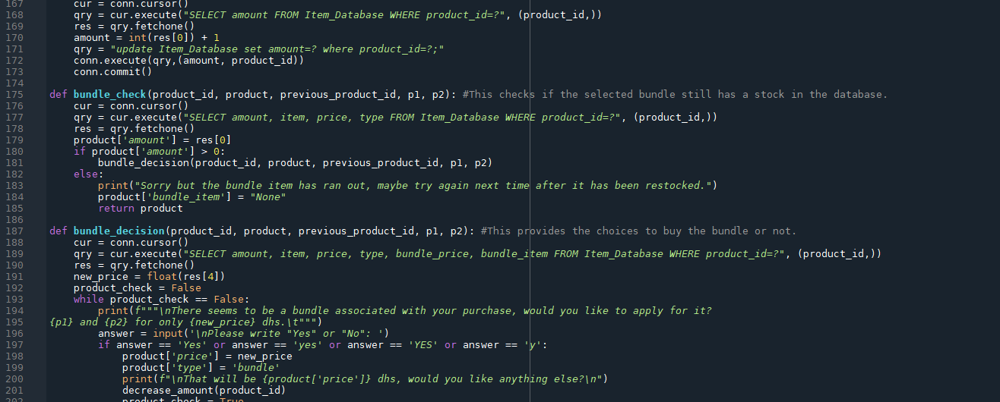 167 cur = conn.cursor()
168 qry = cur.execute("SELECT amount FROM Item_Database WHERE product_id=?", (product_id,))
169 res = qry.fetchone()
170 amount = int(res[0]) + 1
171 qry = "update Item_Database set amount=? where product_id=?;"
172 conn.execute(qry,(amount, product_id))
173 conn.commit()
174
175 def bundle_check(product_id, product, previous_product_id, p1, p2): #This checks if the selected bundle still has a stock in the database.
176 cur = conn.cursor()
177 qry = cur.execute("SELECT amount, item, price, type FROM Item_Database WHERE product_id=?", (product_id,))
178 res = qry.fetchone()
179 product['amount'] = res[0]
180 if product['amount'] > 0:
181 bundle_decision(product_id, product, previous_product_id, p1, p2)
182 else:
183 print("Sorry but the bundle item has ran out, maybe try again next time after it has been restocked.")
184 product['bundle_item'] = "None"
185 return product
186
187 def bundle_decision(product_id, product, previous_product_id, p1, p2): #This provides the choices to buy the bundle or not.
188 cur = conn.cursor()
189 qry = cur.execute("SELECT amount, item, price, type, bundle_price, bundle_item FROM Item_Database WHERE product_id=?", (product_id,))
190 res = qry.fetchone()
191 new_price = float(res[4])
192 product_check = False
193 while product_check == False:
194 print(f"""\nThere seems to be a bundle associated with your purchase, would you like to apply for it?
195 {p1} and {p2} for only {new_price} dhs.\t""")
196 answer = input('\nPlease write "Yes" or "No": ')
197 if answer == 'Yes' or answer == 'yes' or answer == 'YES' or answer == 'y':
198 product['price'] = new_price
199 product['type'] = 'bundle'
200 print(f"\nThat will be {product['price']} dhs, would you like anything else?\n")
201 decrease_amount(product_id)
202 product_check = True